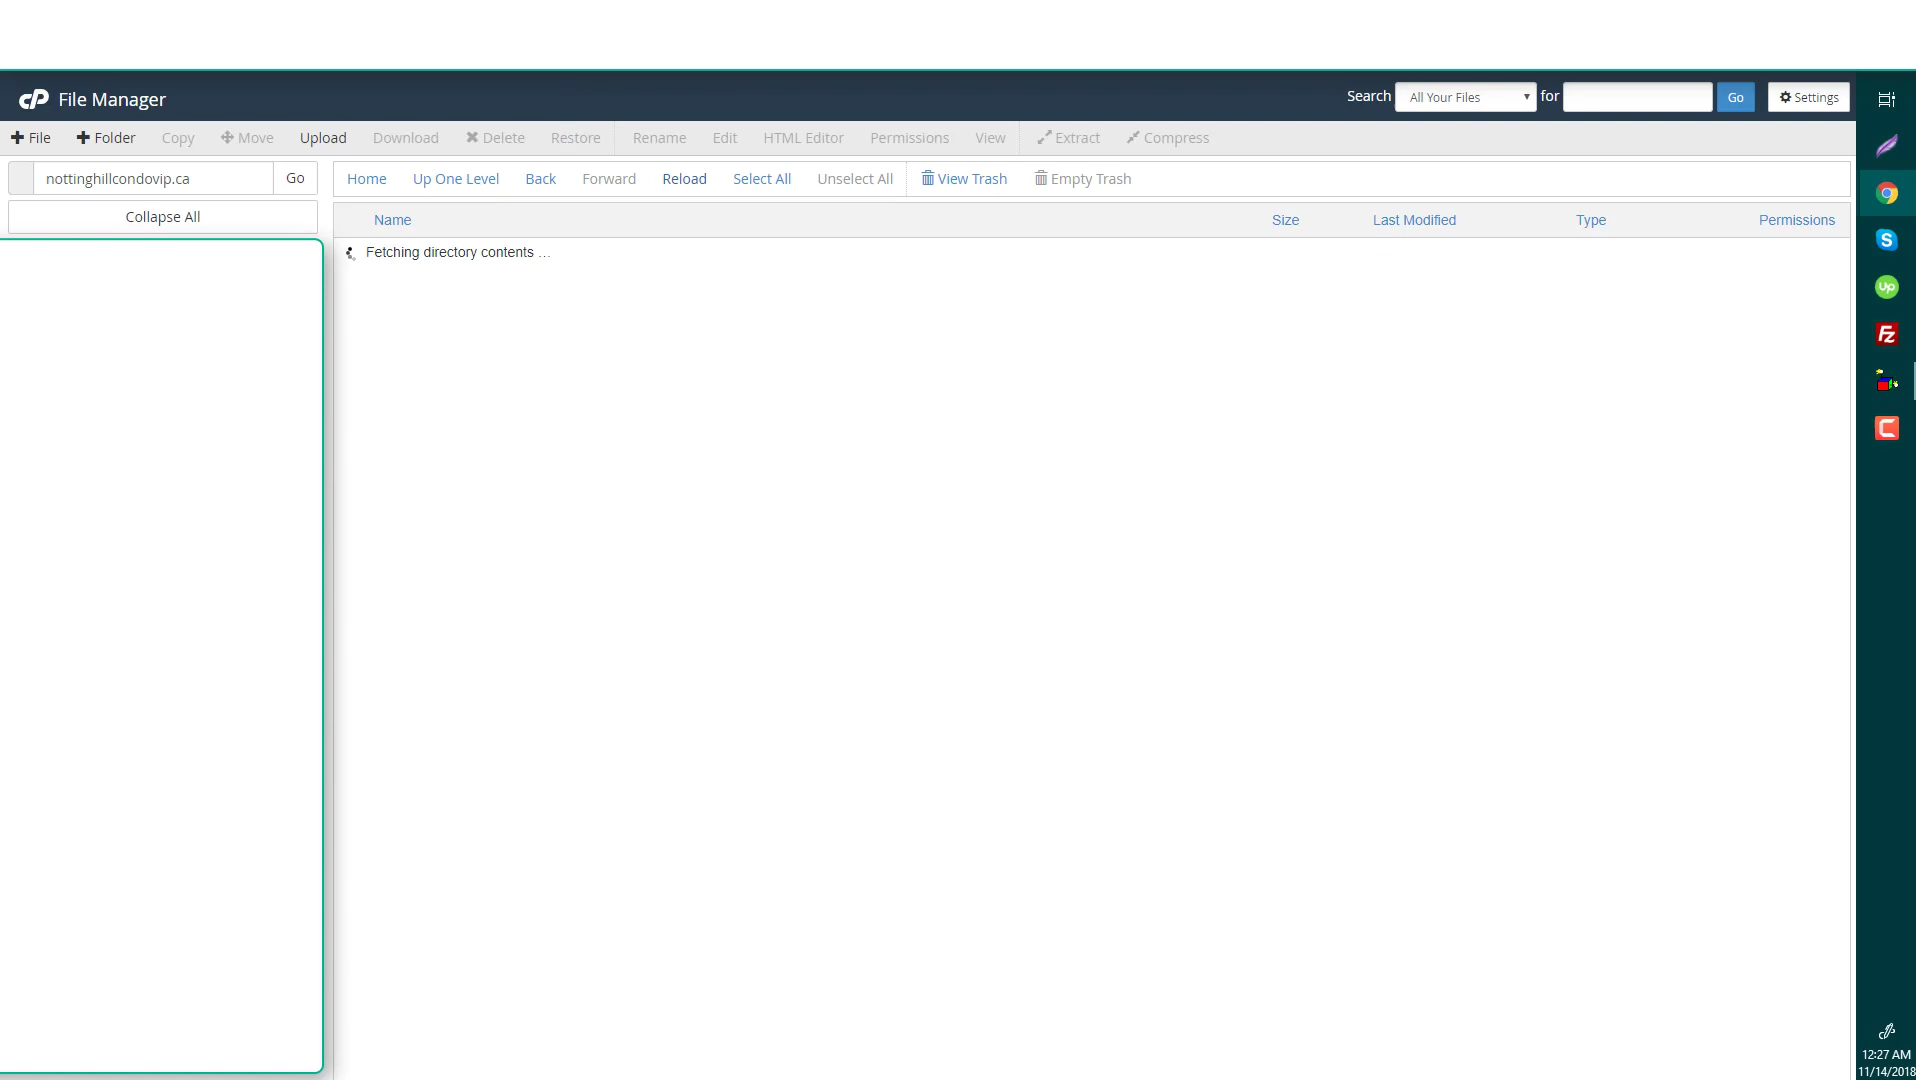 cP File Manager
Search All Your Files for Go Settings
File Folder Copy Move Upload Download Delete Restore Rename Edit HTML Editor Permissions View Extract Compress
nottinghillcondovip.ca Go Home Up One Level Back Forward Reload Select All Unselect All View Trash Empty Trash
Collapse All
Name Size Last Modified Type Permissions
Fetching directory contents ...
S
Up
Fz
C
12:27 AM
11/14/2018